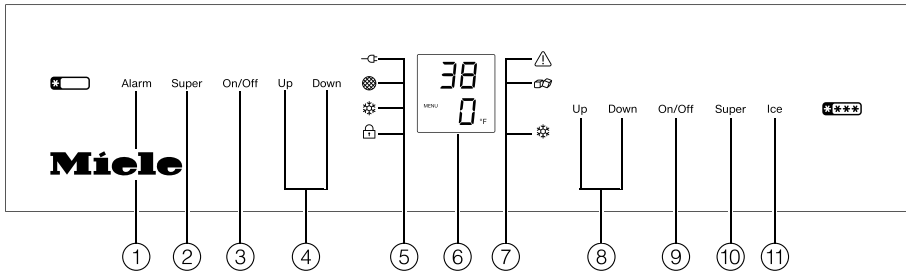 38
Alarm Super On/Off Up Down
MENU 0 °F
Up Down On/Off Super Ice
Miele
1 2 3 4 5 6 7 8 9 10 11